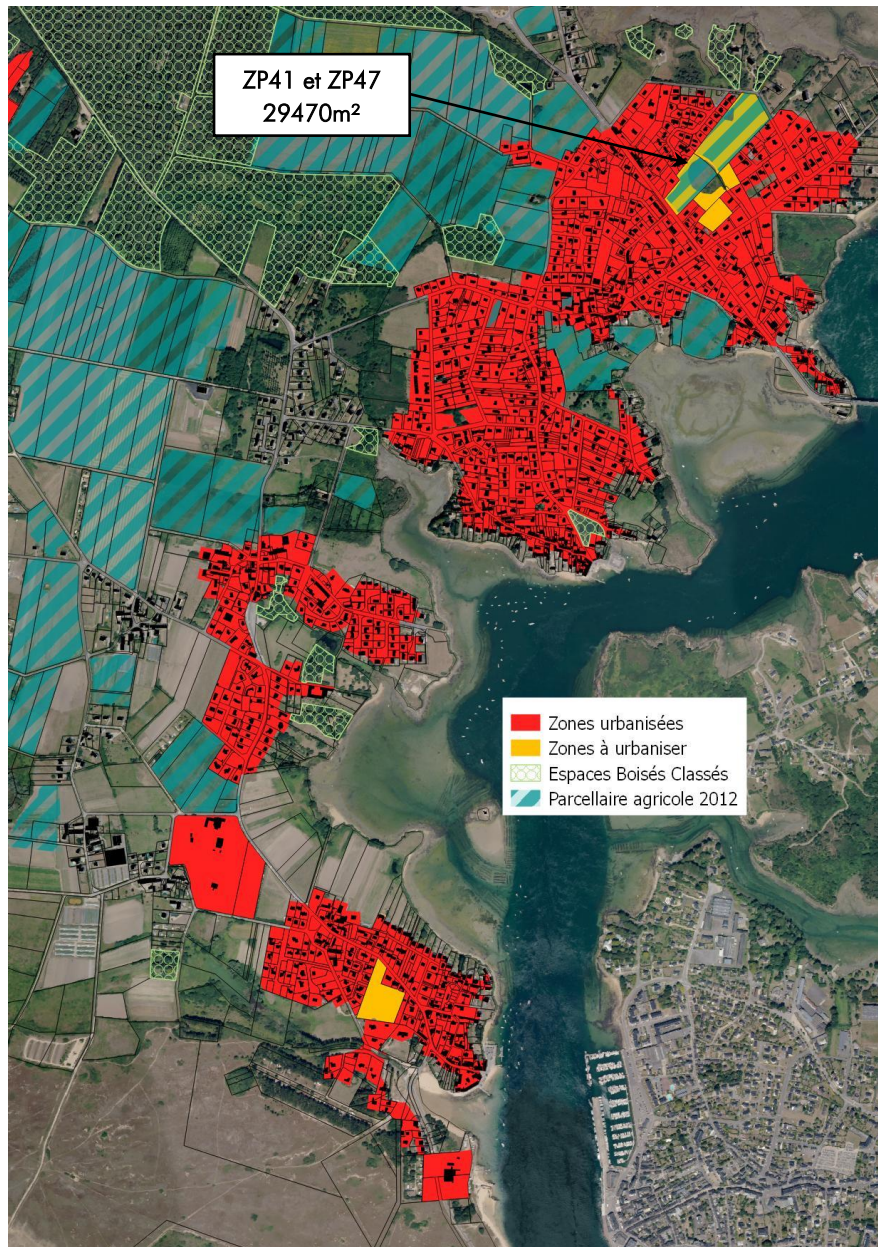 ZP41 et ZP47
29470m²
Zones urbanisées
Zones à urbaniser
Espaces Boisés Classés
Parcellaire agricole 2012